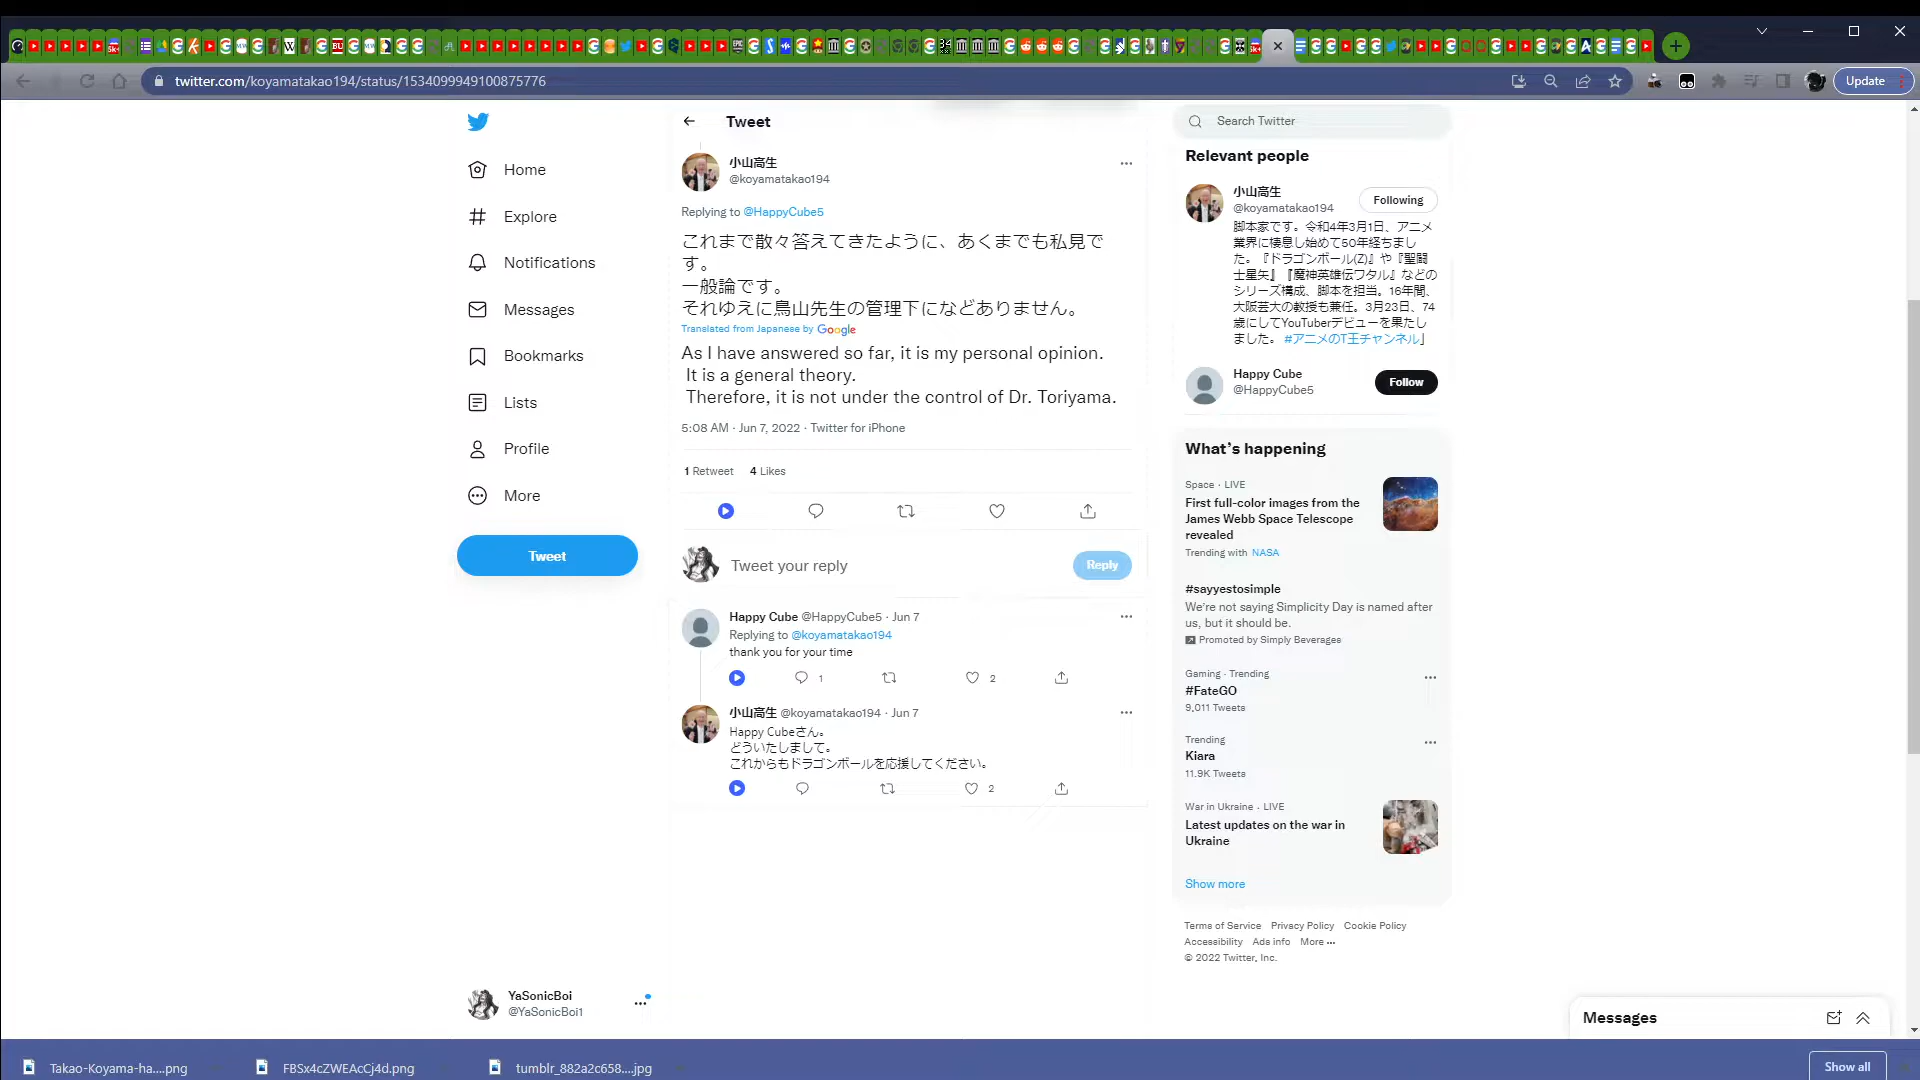 twitter.com/koyamatakao194/status/1534099949100875776
Update
Home
Explore
Notifications
Messages
Bookmarks
Lists
Profile
More
Tweet
YaSonicBoi
@YaSonicBoi1
Tweet
小山高生
@koyamatakao194
Replying to @HappyCube5
これまで散々答えてきたように、あくまでも私見で
す。
一般論です。
それゆえに鳥山先生の管理下になどありません。
Translated from Japanese by Google
As I have answered so far, it is my personal opinion.
It is a general theory.
Therefore, it is not under the control of Dr. Toriyama.
5:08 AM · Jun 7, 2022 · Twitter for iPhone
1 Retweet 4 Likes
Tweet your reply
Reply
Happy Cube @HappyCube5 · Jun 7
Replying to @koyamatakao194
thank you for your time
1 2
小山高生 @koyamatakao194 · Jun 7
Happy Cubeさん。
どういたしまして。
これからもドラゴンボールを応援してください。
2
Search Twitter
Relevant people
小山高生
@koyamatakao194
Following
脚本家です。令和4年3月1日、アニメ
業界に棲息し始めて50年経ちまし
た。『ドラゴンボール(Z)』や『聖闘
士星矢』『魔神英雄伝ワタル』などの
シリーズ構成、脚本を担当。16年間、
大阪芸大の教授も兼任。3月23日、74
歳にしてYouTuberデビューを果たし
ました。 #アニメのT王チャンネル」
Happy Cube
@HappyCube5
Follow
What's happening
Space · LIVE
First full-color images from the
James Webb Space Telescope
revealed
Trending with NASA
#sayyestosimple
We're not saying Simplicity Day is named after
us, but it should be.
Promoted by Simply Beverages
Gaming · Trending
#FateGO
9,011 Tweets
Trending
Kiara
11.9K Tweets
War in Ukraine · LIVE
Latest updates on the war in
Ukraine
Show more
Terms of Service Privacy Policy Cookie Policy
Accessibility Ads info More ···
© 2022 Twitter, Inc.
Messages
Takao-Koyama-ha....png
FBSx4cZWEAcCj4d.png
tumblr_882a2c658....jpg
Show all